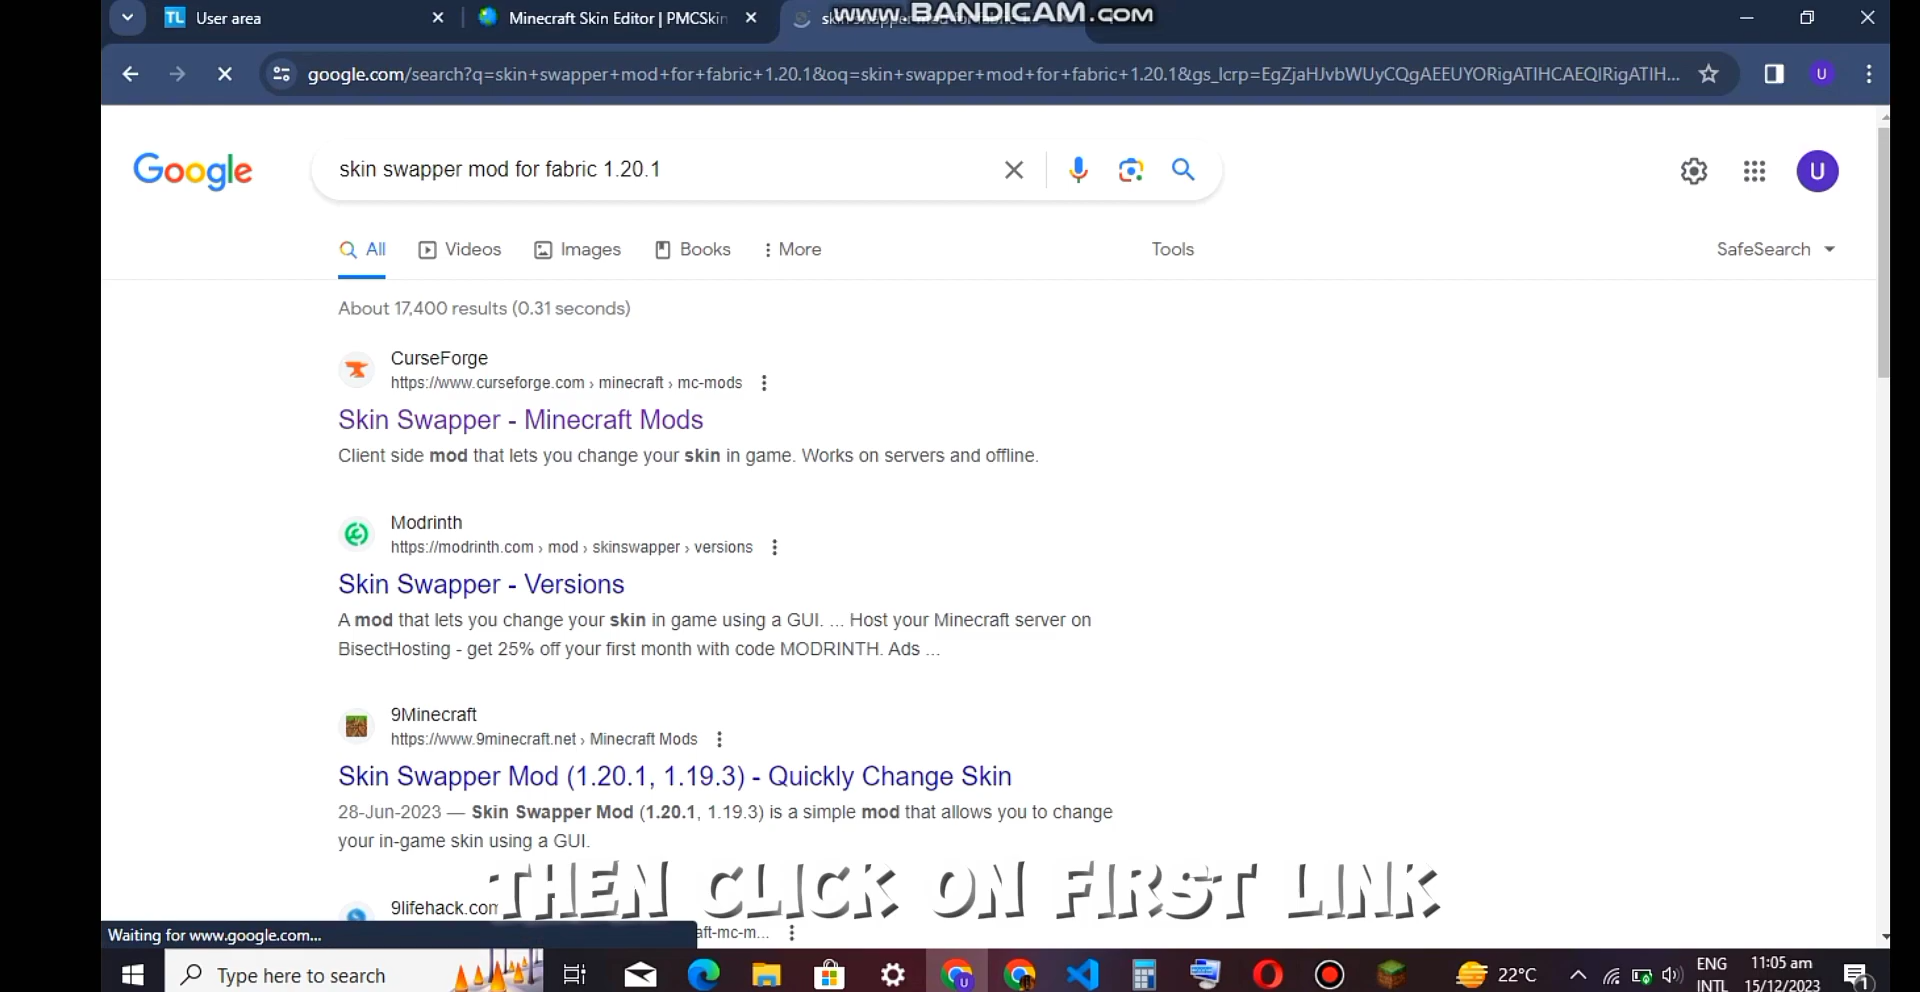 www.BANDICAM.com
User area
Minecraft Skin Editor | PMCSkin
google.com/search?q=skin+swapper+mod+for+fabric+1.20.1&oq=skin+swapper+mod+for+fabric+1.20.1&gs_lcrp=EgZjaHJvbWUyCQgAEEUYORigATIHCAEQIRigATIH...
U
Google
skin swapper mod for fabric 1.20.1
U
All
Videos
Images
Books
More
Tools
SafeSearch
About 17,400 results (0.31 seconds)
CurseForge
https://www.curseforge.com › minecraft › mc-mods
Skin Swapper - Minecraft Mods
Client side mod that lets you change your skin in game. Works on servers and offline.
Modrinth
https://modrinth.com › mod › skinswapper › versions
Skin Swapper - Versions
A mod that lets you change your skin in game using a GUI. ... Host your Minecraft server on
BisectHosting - get 25% off your first month with code MODRINTH. Ads ...
9Minecraft
https://www.9minecraft.net › Minecraft Mods
Skin Swapper Mod (1.20.1, 1.19.3) - Quickly Change Skin
28-Jun-2023 — Skin Swapper Mod (1.20.1, 1.19.3) is a simple mod that allows you to change
your in-game skin using a GUI.
THEN CLICK ON FIRST LINK
9lifehack.com
Waiting for www.google.com...
aft-mc-m...
Type here to search
22°C
ENG
INTL
11:05 am
15/12/2023
1